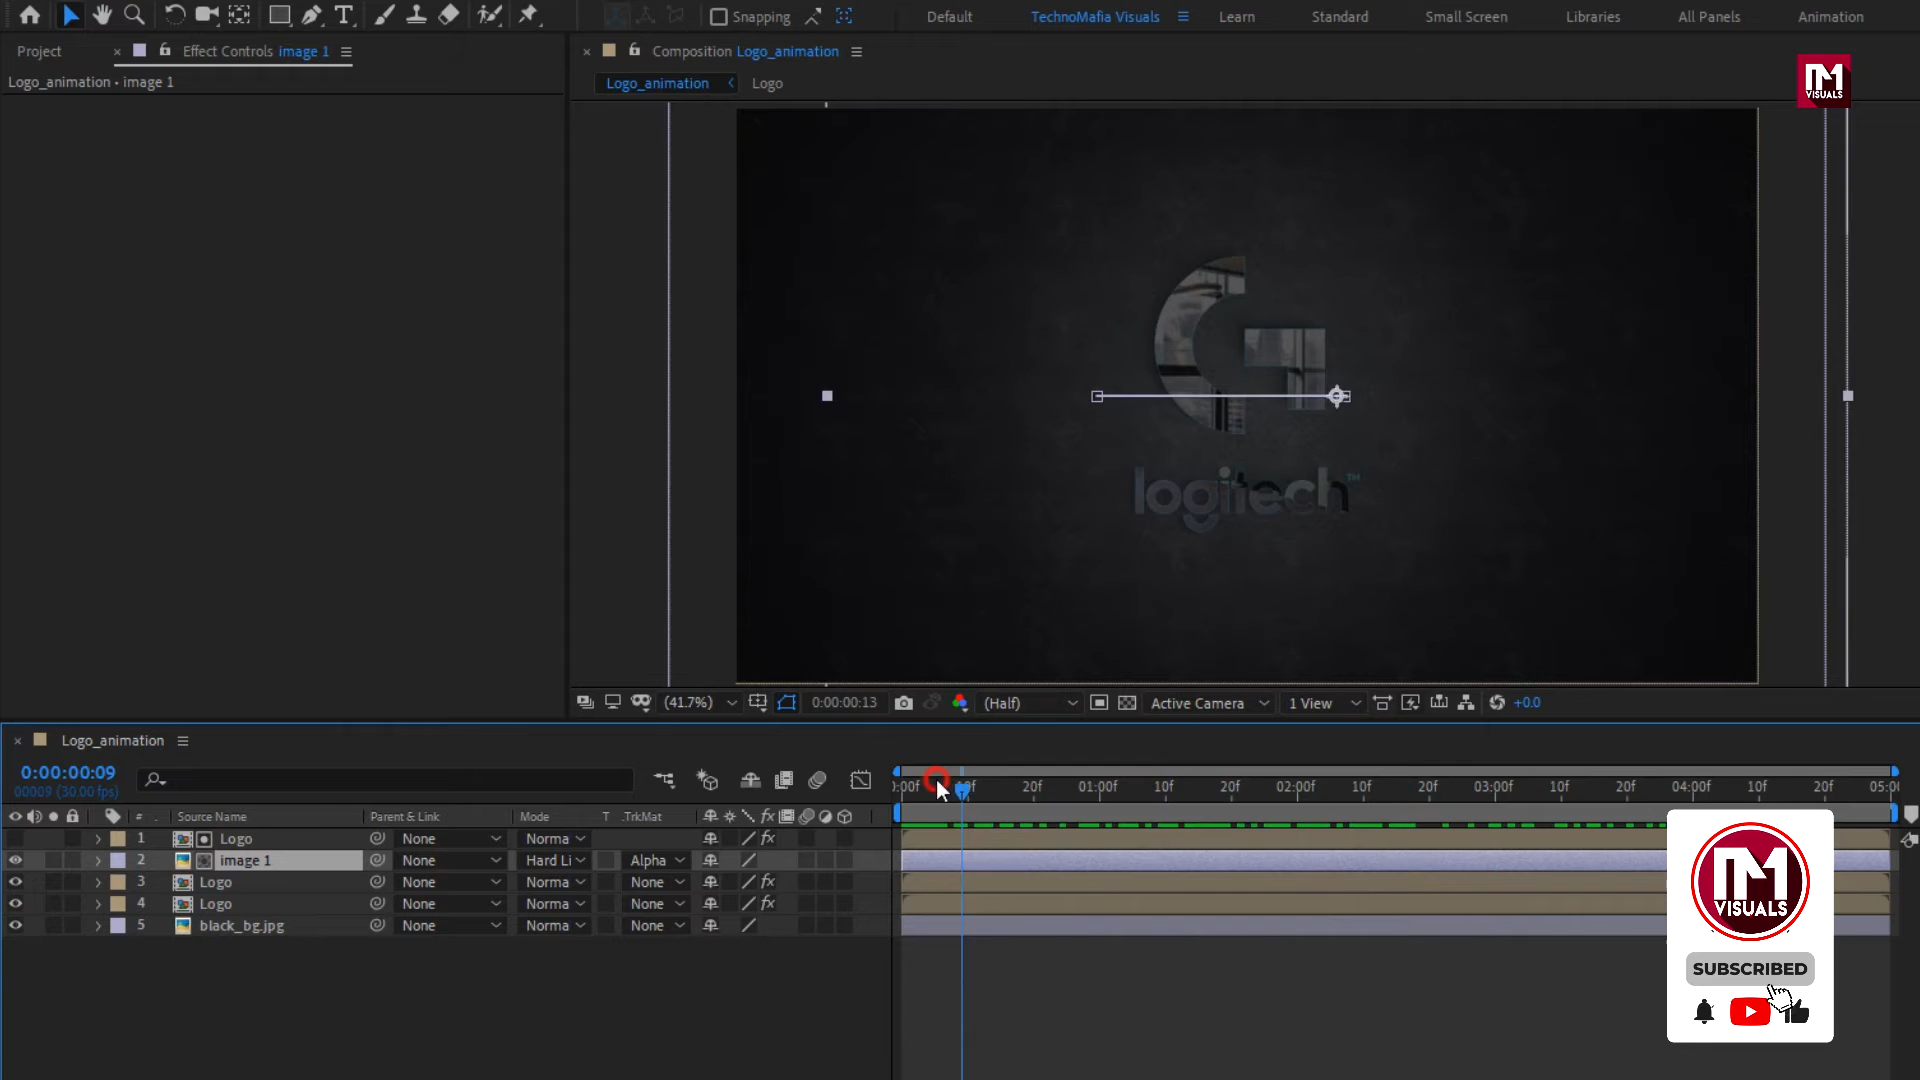 Snapping
Default
TechnoMafia Visuals
Learn
Standard
Small Screen
Libraries
All Panels
Animation
Project
Effect Controls image 1
Composition Logo_animation
Logo_animation • image 1
Logo_animation
Logo
M
VISUALS
logitech™
(41.7%)
0:00:00:13
(Half)
Active Camera
1 View
+0.0
Logo_animation
0:00:00:09
00009 (30.00 fps)
:00f
20f
01:00f
10f
20f
02:00f
10f
20f
03:00f
10f
20f
04:00f
10f
20f
05:00
#
Source Name
Parent & Link
Mode
T .TrkMat
1 Logo None Norma
2 image 1 None Hard Li Alpha
3 Logo None Norma None
4 Logo None Norma None
5 black_bg.jpg None Norma None
M
VISUALS
SUBSCRIBED